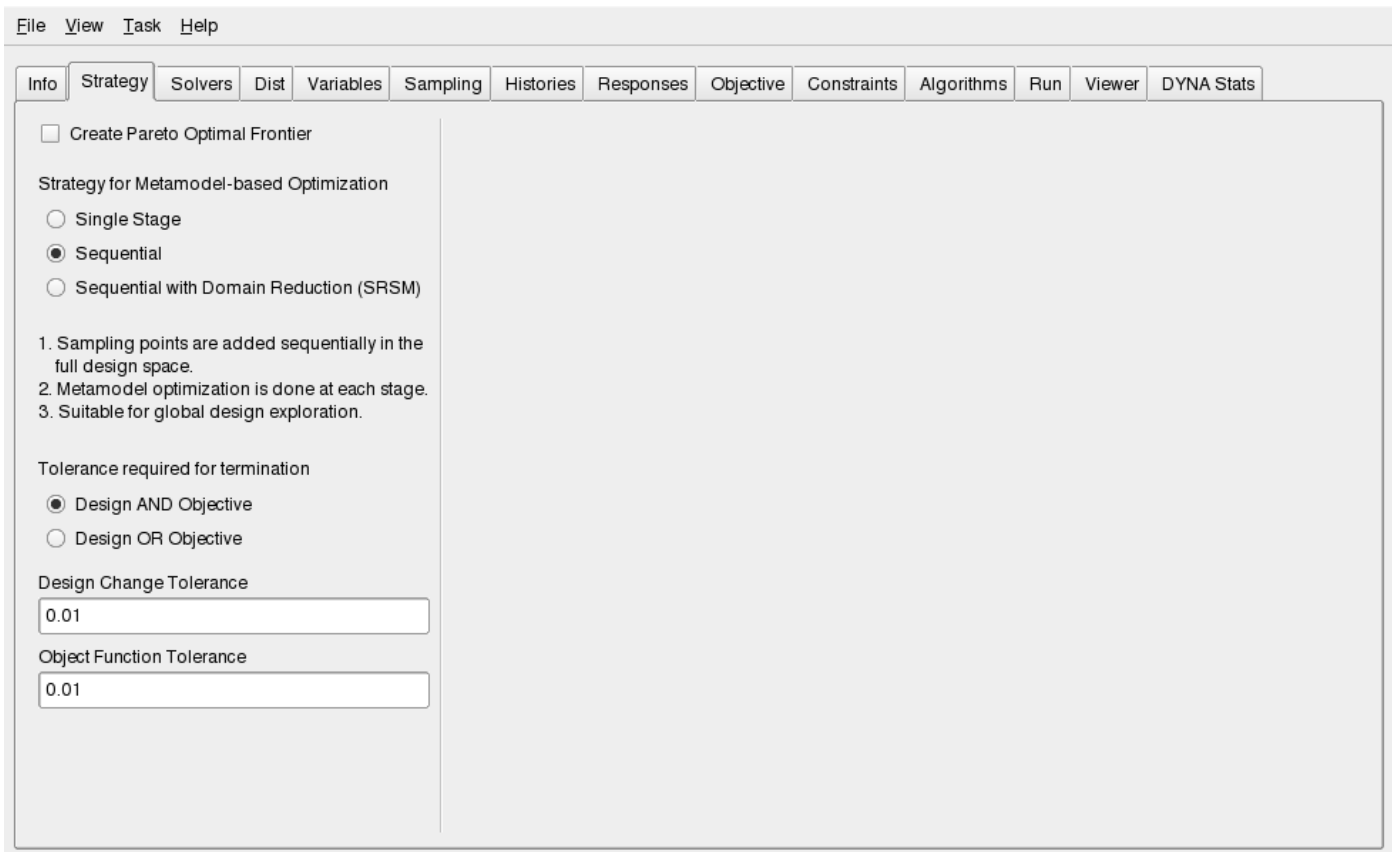 File View Task Help
Info Strategy Solvers Dist Variables Sampling Histories Responses Objective Constraints Algorithms Run Viewer DYNA Stats
Create Pareto Optimal Frontier
Strategy for Metamodel-based Optimization
Single Stage
Sequential
Sequential with Domain Reduction (SRSM)
1. Sampling points are added sequentially in the
full design space.
2. Metamodel optimization is done at each stage.
3. Suitable for global design exploration.
Tolerance required for termination
Design AND Objective
Design OR Objective
Design Change Tolerance
0.01
Object Function Tolerance
0.01